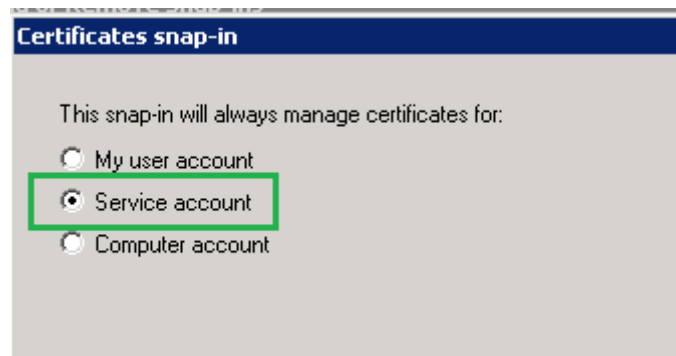 Certificates snap-in
This snap-in will always manage certificates for:
My user account
Service account
Computer account